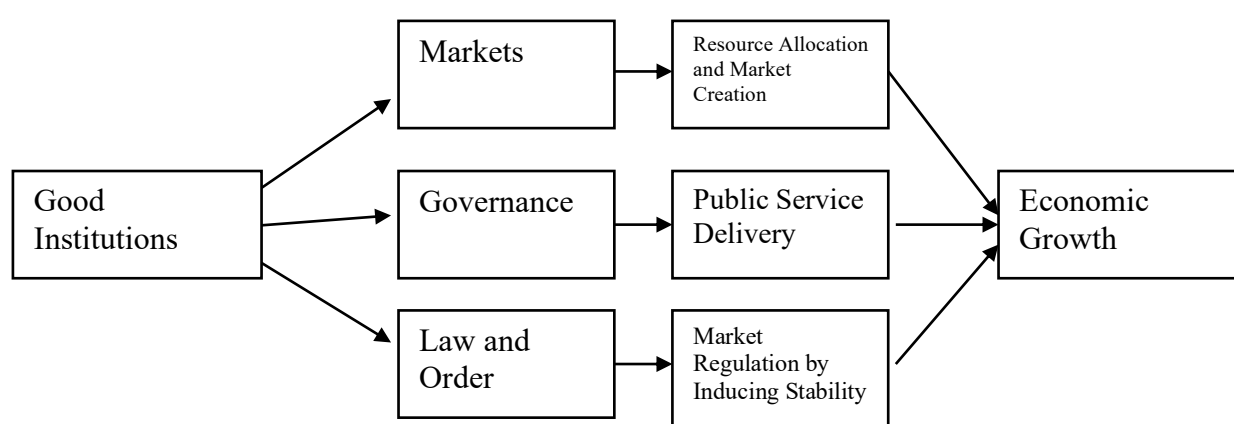 Good
Institutions
Markets
Resource Allocation
and Market
Creation
Governance
Public Service
Delivery
Law and
Order
Market
Regulation by
Inducing Stability
Economic
Growth